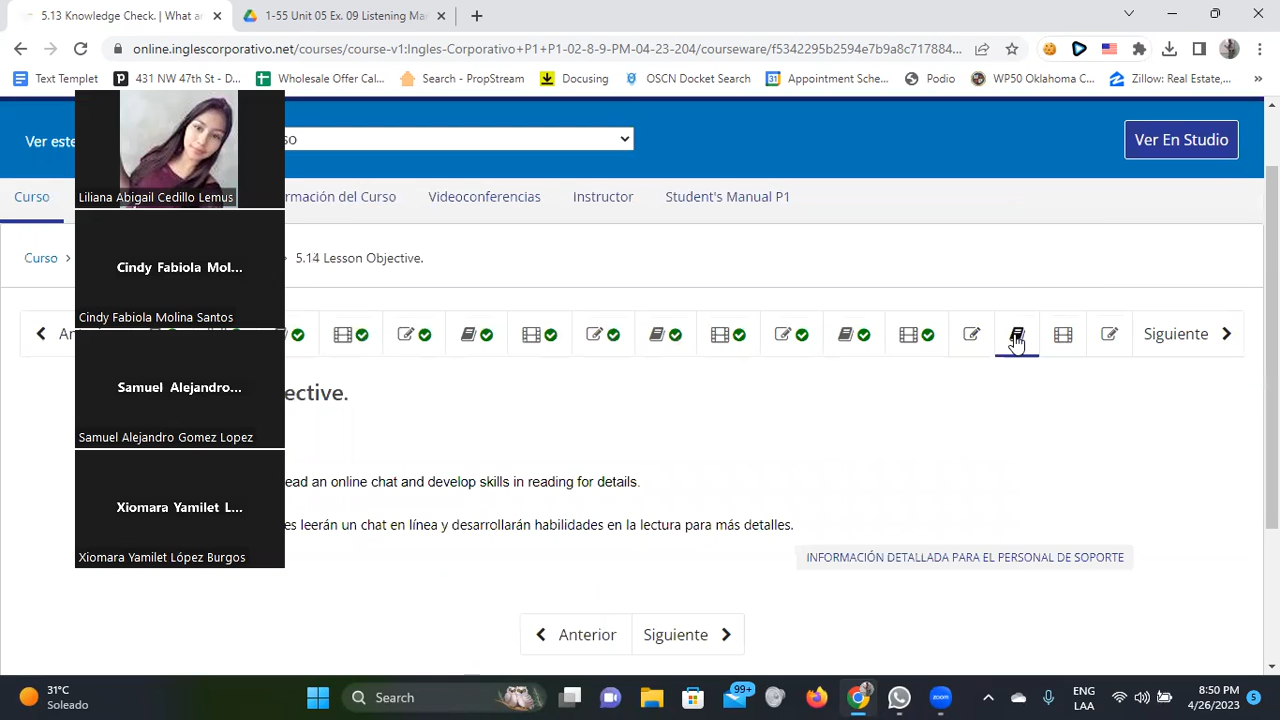 5.13 Knowledge Check. | What a
1-55 Unit 05 Ex. 09 Listening Ma
online.inglescorporativo.net/courses/course-v1:Ingles-Corporativo+P1+P1-02-8-9-PM-04-23-204/courseware/f5342295b2594e7b9a8c717884...
Text Templet
431 NW 47th St - D...
Wholesale Offer Cal...
Search - PropStream
Docusing
OSCN Docket Search
Appointment Sche...
Podio
WP50 Oklahoma C...
Zillow: Real Estate,...
»
Ver este
so
Ver En Studio
Curso
rmación del Curso
Videoconferencias
Instructor
Student's Manual P1
Curso
5.14 Lesson Objective.
An
Siguiente
ective.
ead an online chat and develop skills in reading for details.
es leerán un chat en línea y desarrollarán habilidades en la lectura para más detalles.
INFORMACIÓN DETALLADA PARA EL PERSONAL DE SOPORTE
Anterior
Siguiente
Liliana Abigail Cedillo Lemus
Cindy Fabiola Mol...
Cindy Fabiola Molina Santos
Samuel Alejandro...
Samuel Alejandro Gomez Lopez
Xiomara Yamilet L...
Xiomara Yamilet López Burgos
31°C
Soleado
Search
99+
zoom
ENG
LAA
8:50 PM
4/26/2023
5